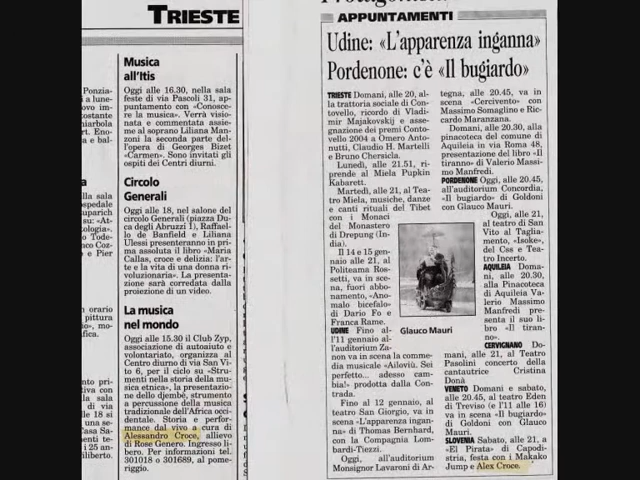 TRIESTE
Musica
all'Itis
Oggi alle 16.30, nella sala
feste di via Pascoli 31, ap-
puntamento con «Conosce-
re la musica». Verrà visio-
nata e commentata assie-
me al soprano Liliana Man-
zoni la seconda parte del-
l'opera di Georges Bizet
«Carmen». Sono invitati gli
ospiti dei Centri diurni.
Circolo
Generali
Oggi alle 18, nel salone del
circolo Generali (piazza Du-
ca degli Abruzzi 1), Raffael-
lo de Banfield e Liliana
Ulessi presenteranno in pri-
ma assoluta il libro «Maria
Callas, croce e delizia: l'ar-
te e la vita di una donna ri-
voluzionaria». La presenta-
zione sarà corredata dalla
proiezione di un video.
La musica
nel mondo
Oggi alle 15.30 il Club Zyp,
associazione di autoaiuto e
volontariato, organizza al
Centro diurno di via San Vi-
to 6, per il ciclo su «Stru-
menti nella storia della mu-
sica etnica», la presentazio-
ne dello djembé, strumento
a percussione della musica
tradizionale dell'Africa occi-
dentale. Storia e perfor-
mance dal vivo a cura di
Alessandro Croce, allievo
di Rose Genero. Ingresso li-
bero. Per informazioni tel.
301018 o 301689, al pome-
riggio.
APPUNTAMENTI
Udine: «L'apparenza inganna»
Pordenone: c'è «Il bugiardo»
TRIESTE Domani, alle 20, al-
la trattoria sociale di Con-
tovello, ricordo di Vladi-
mir Majakovskij e asse-
gnazione dei premi Conto-
vello 2004 a Omero Anto-
nutti, Claudio H. Martelli
e Bruno Chersicla.
Lunedì, alle 21.51, ri-
prende al Miela Pupkin
Kabarett.
Martedì, alle 21, al Tea-
tro Miela, musiche, danze
e canti rituali del Tibet
con i Monaci
del Monastero
di Drepung (In-
dia).
Il 14 e 15 gen-
naio alle 21, al
Politeama Ros-
setti, va in sce-
na, fuori abbo-
namento, «Ano-
malo bicefalo»
di Dario Fo e
Franca Rame.
UDINE Fino al-
l'11 gennaio al-
l'auditorium Za-
non va in scena la comme-
dia musicale «Ailoviù. Sei
perfetto... adesso cam-
bia!» prodotta dalla Con-
trada.
Fino al 12 gennaio, al
teatro San Giorgio, va in
scena «L'apparenza ingan-
na» di Thomas Bernhard,
con la Compagnia Lom-
bardi-Tiezzi.
Oggi, all'auditorium
Monsignor Lavaroni di Ar-
tegna, alle 20.45, va in
scena «Cercivento» con
Massimo Somaglino e Ric-
cardo Maranzana.
Domani, alle 20.30, alla
pinacoteca del comune di
Aquileia in via Roma 48,
presentazione del libro «Il
tiranno» di Valerio Massi-
mo Manfredi.
PORDENONE Oggi, alle 20.45,
all'auditorium Concordia,
«Il bugiardo» di Goldoni
con Glauco Mauri.
Oggi, alle 21,
al teatro di San
Vito al Taglia-
mento, «Isoke»,
del Css e Teatro
Incerto.
AQUILEIA Doma-
ni, alle 20.30,
alla Pinacoteca
di Aquileia Va-
lerio Massimo
Manfredi pre-
senta il suo li-
bro «Il tiran-
no».
Glauco Mauri
CERVIGNANO Do-
mani, alle 21, al Teatro
Pasolini concerto della
cantautrice Cristina
Donà
VENETO Domani e sabato,
alle 20.45, al teatro Eden
di Treviso (e l'11 alle 16)
va in scena «Il bugiardo»
di Goldoni con Glauco
Mauri.
SLOVENIA Sabato, alle 21, a
«El Pirata» di Capodi-
stria, festa con i Makako
Jump e Alex Croce.